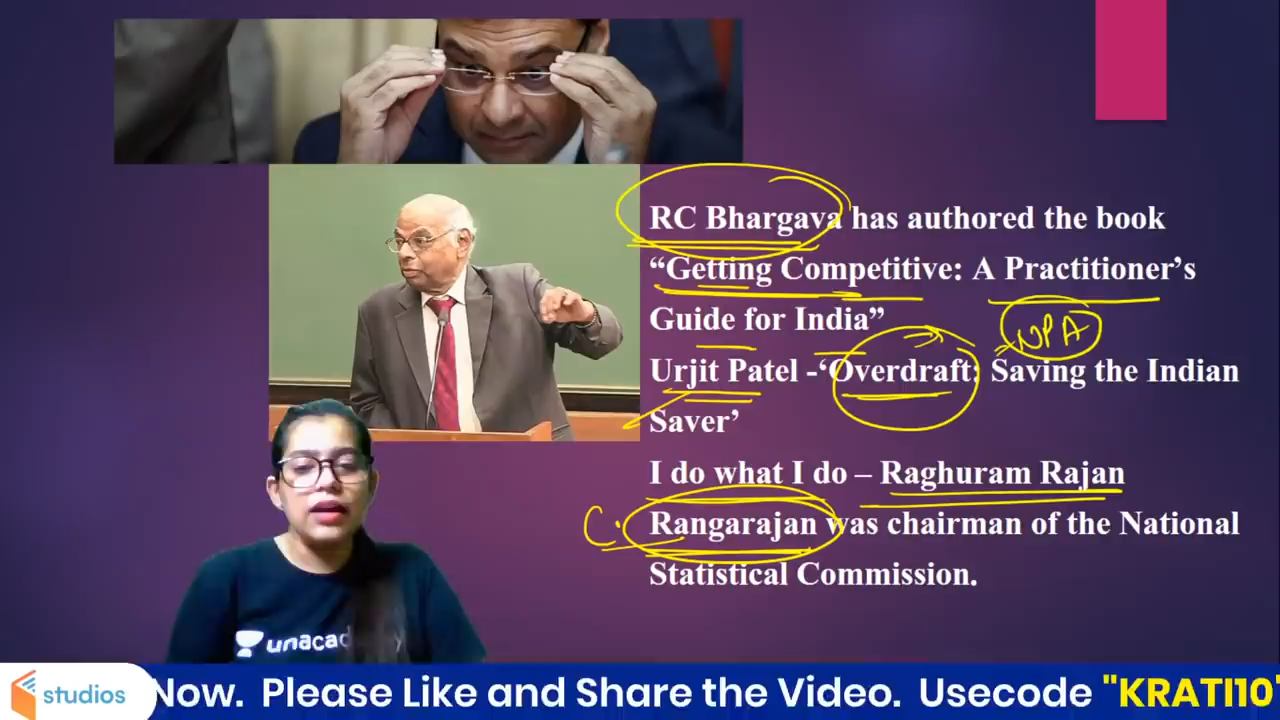 RC Bhargava has authored the book
“Getting Competitive: A Practitioner’s
Guide for India”
NPA
Urjit Patel -‘Overdraft: Saving the Indian
Saver’
I do what I do – Raghuram Rajan
C. Rangarajan was chairman of the National
Statistical Commission.
unacademy
studios
Now. Please Like and Share the Video. Usecode "KRATI10"